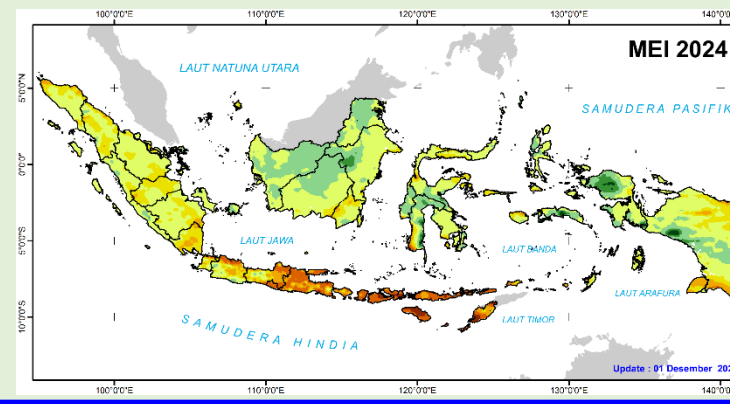 100°0'0"E 110°0'0"E 120°0'0"E 130°0'0"E 140°0'0"E
MEI 2024
LAUT NATUNA UTARA
5°0'0"N
SAMUDERA PASIFIK
0°0'0"
LAUT JAWA
LAUT BANDA
5°0'0"S
LAUT ARAFURA
10°0'0"S
SAMUDERA HINDIA
LAUT TIMOR
Update : 01 Desember
100°0'0"E 110°0'0"E 120°0'0"E 130°0'0"E 140°0'0"